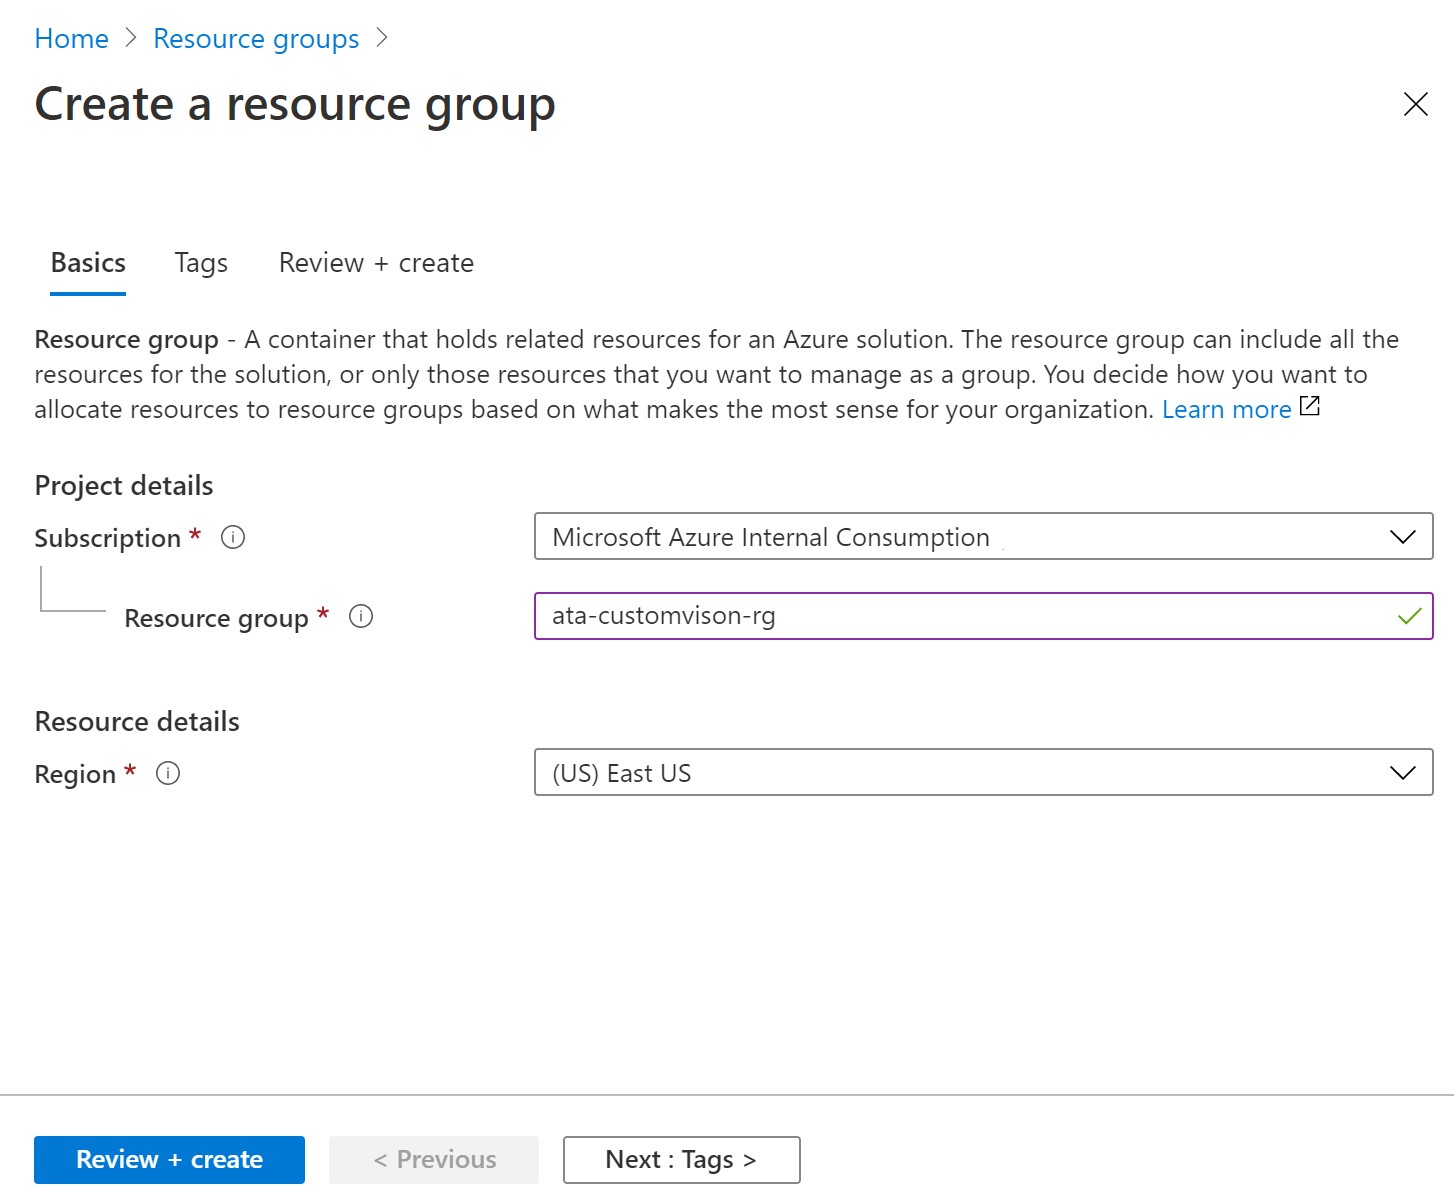 Home > Resource groups >
Create a resource group
Basics Tags Review + create
Resource group - A container that holds related resources for an Azure solution. The resource group can include all the
resources for the solution, or only those resources that you want to manage as a group. You decide how you want to
allocate resources to resource groups based on what makes the most sense for your organization. Learn more
Project details
Subscription * Microsoft Azure Internal Consumption
Resource group * ata-customvison-rg
Resource details
Region * (US) East US
Review + create < Previous Next : Tags >